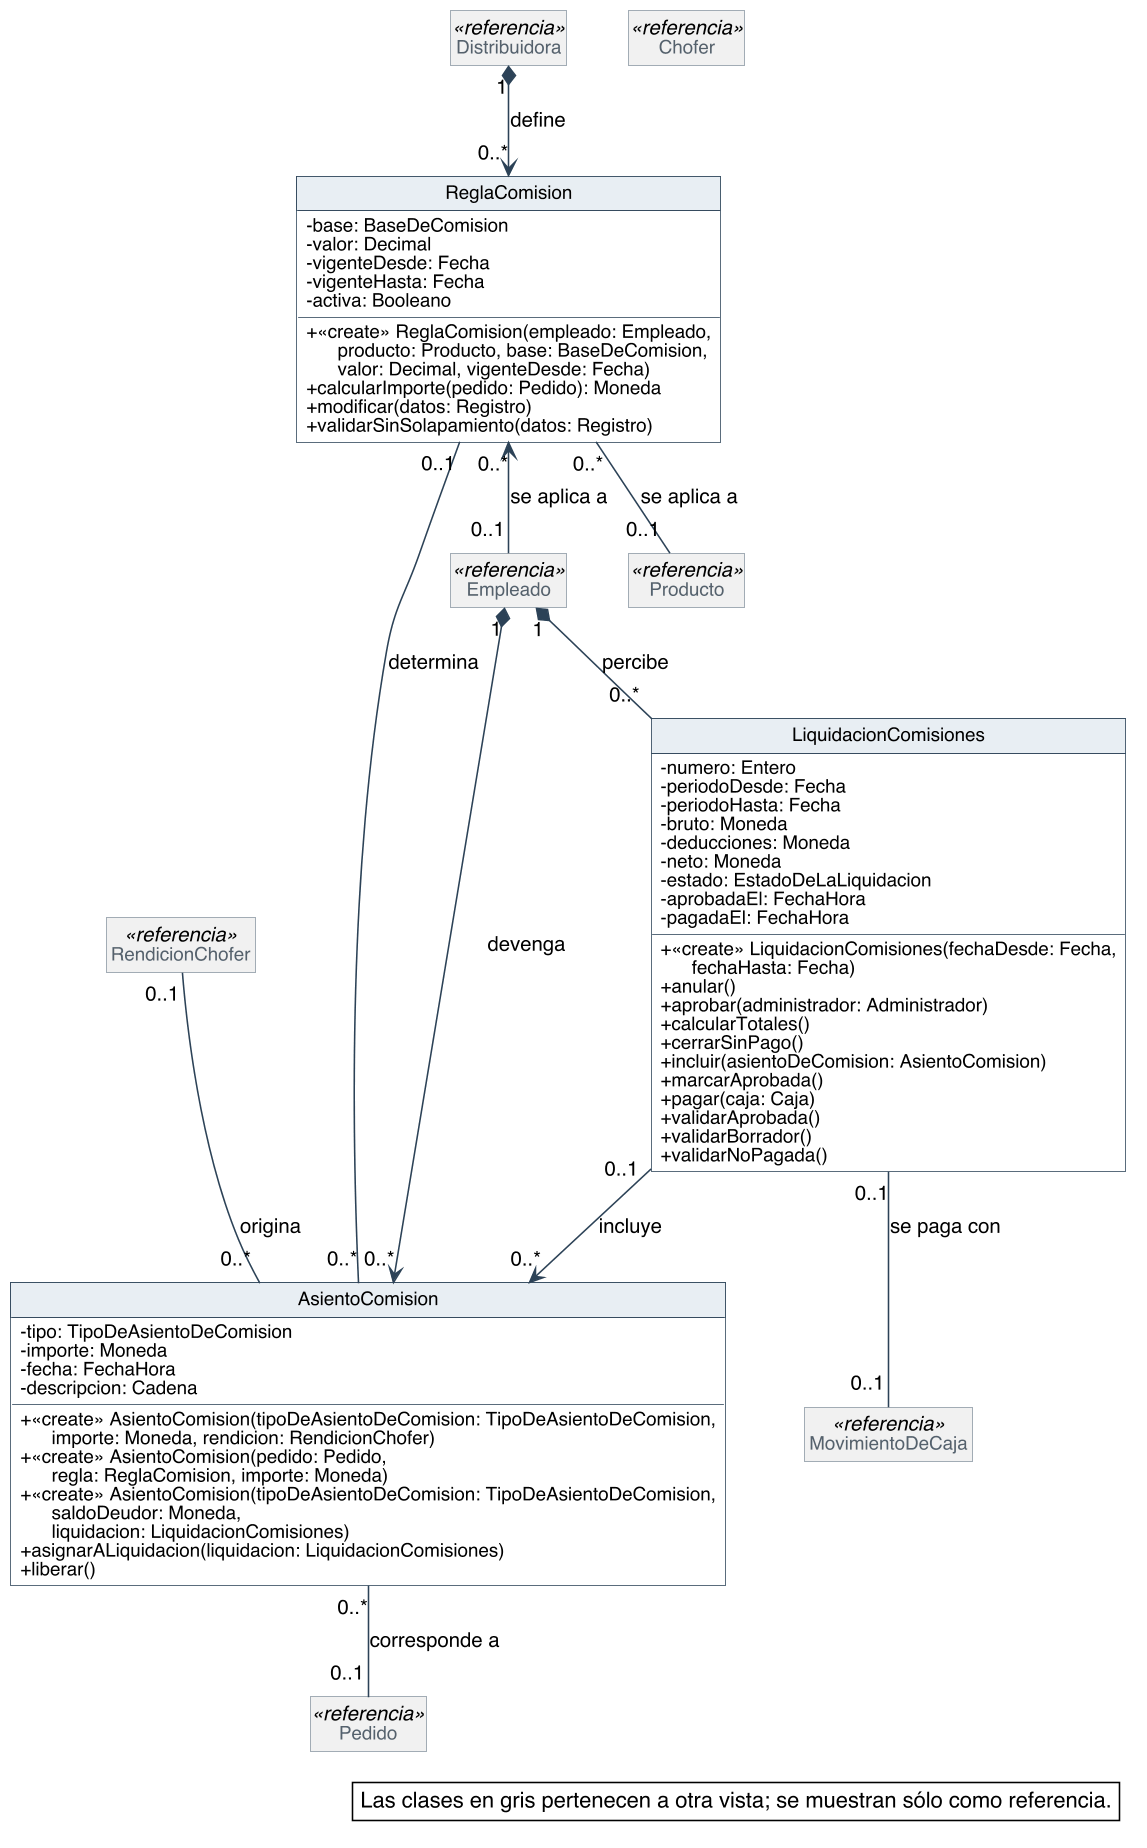 «referencia»
Distribuidora
«referencia»
Chofer
1
define
0..*
ReglaComision
-base: BaseDeComision
-valor: Decimal
-vigenteDesde: Fecha
-vigenteHasta: Fecha
-activa: Booleano
+«create» ReglaComision(empleado: Empleado,
producto: Producto, base: BaseDeComision,
valor: Decimal, vigenteDesde: Fecha)
+calcularImporte(pedido: Pedido): Moneda
+modificar(datos: Registro)
+validarSinSolapamiento(datos: Registro)
0..1
0..*
0..*
se aplica a
se aplica a
0..1
0..1
«referencia»
Empleado
«referencia»
Producto
1
1
determina
percibe
0..*
LiquidacionComisiones
-numero: Entero
-periodoDesde: Fecha
-periodoHasta: Fecha
-bruto: Moneda
-deducciones: Moneda
-neto: Moneda
-estado: EstadoDeLaLiquidacion
-aprobadaEl: FechaHora
-pagadaEl: FechaHora
+«create» LiquidacionComisiones(fechaDesde: Fecha,
fechaHasta: Fecha)
+anular()
+aprobar(administrador: Administrador)
+calcularTotales()
+cerrarSinPago()
+incluir(asientoDeComision: AsientoComision)
+marcarAprobada()
+pagar(caja: Caja)
+validarAprobada()
+validarBorrador()
+validarNoPagada()
«referencia»
RendicionChofer
devenga
0..1
0..1
0..1
origina
incluye
se paga con
0..*
0..*
0..*
0..*
AsientoComision
-tipo: TipoDeAsientoDeComision
-importe: Moneda
-fecha: FechaHora
-descripcion: Cadena
+«create» AsientoComision(tipoDeAsientoDeComision: TipoDeAsientoDeComision,
importe: Moneda, rendicion: RendicionChofer)
+«create» AsientoComision(pedido: Pedido,
regla: ReglaComision, importe: Moneda)
+«create» AsientoComision(tipoDeAsientoDeComision: TipoDeAsientoDeComision,
saldoDeudor: Moneda,
liquidacion: LiquidacionComisiones)
+asignarALiquidacion(liquidacion: LiquidacionComisiones)
+liberar()
0..1
«referencia»
MovimientoDeCaja
0..*
corresponde a
0..1
«referencia»
Pedido
Las clases en gris pertenecen a otra vista; se muestran sólo como referencia.